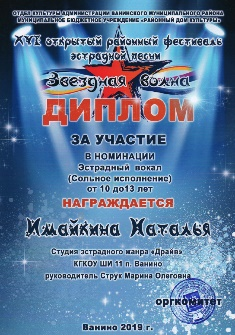 ОТДЕЛ КУЛЬТУРЫ АДМИНИСТРАЦИИ ВАНИНСКОГО МУНИЦИПАЛЬНОГО РАЙОНА
МУНИЦИПАЛЬНОЕ БЮДЖЕТНОЕ УЧРЕЖДЕНИЕ «РАЙОННЫЙ ДОМ КУЛЬТУРЫ»
XVI открытый районный фестиваль
эстрадной песни
Звездная волна
ДИПЛОМ
ЗА УЧАСТИЕ
В НОМИНАЦИИ
Эстрадный вокал
(Сольное исполнение)
от 10 до13 лет
НАГРАЖДАЕТСЯ
Имайкина Наталья
Студия эстрадного жанра «Драйв»
КГКОУ ШИ 11 п. Ванино
руководитель Струк Марина Олеговна
оргкомитет
Ванино 2019 г.